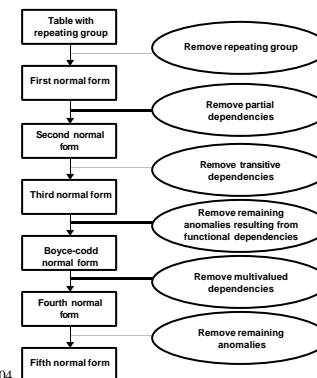 Table with
repeating group
Remove repeating group
First normal form
Remove partial
dependencies
Second normal
form
Remove transitive
dependencies
Third normal form
Remove remaining
anomalies resulting from
functional dependencies
Boyce-codd
normal form
Remove multivalued
dependencies
Fourth normal
form
Remove remaining
anomalies
Fifth normal form
04